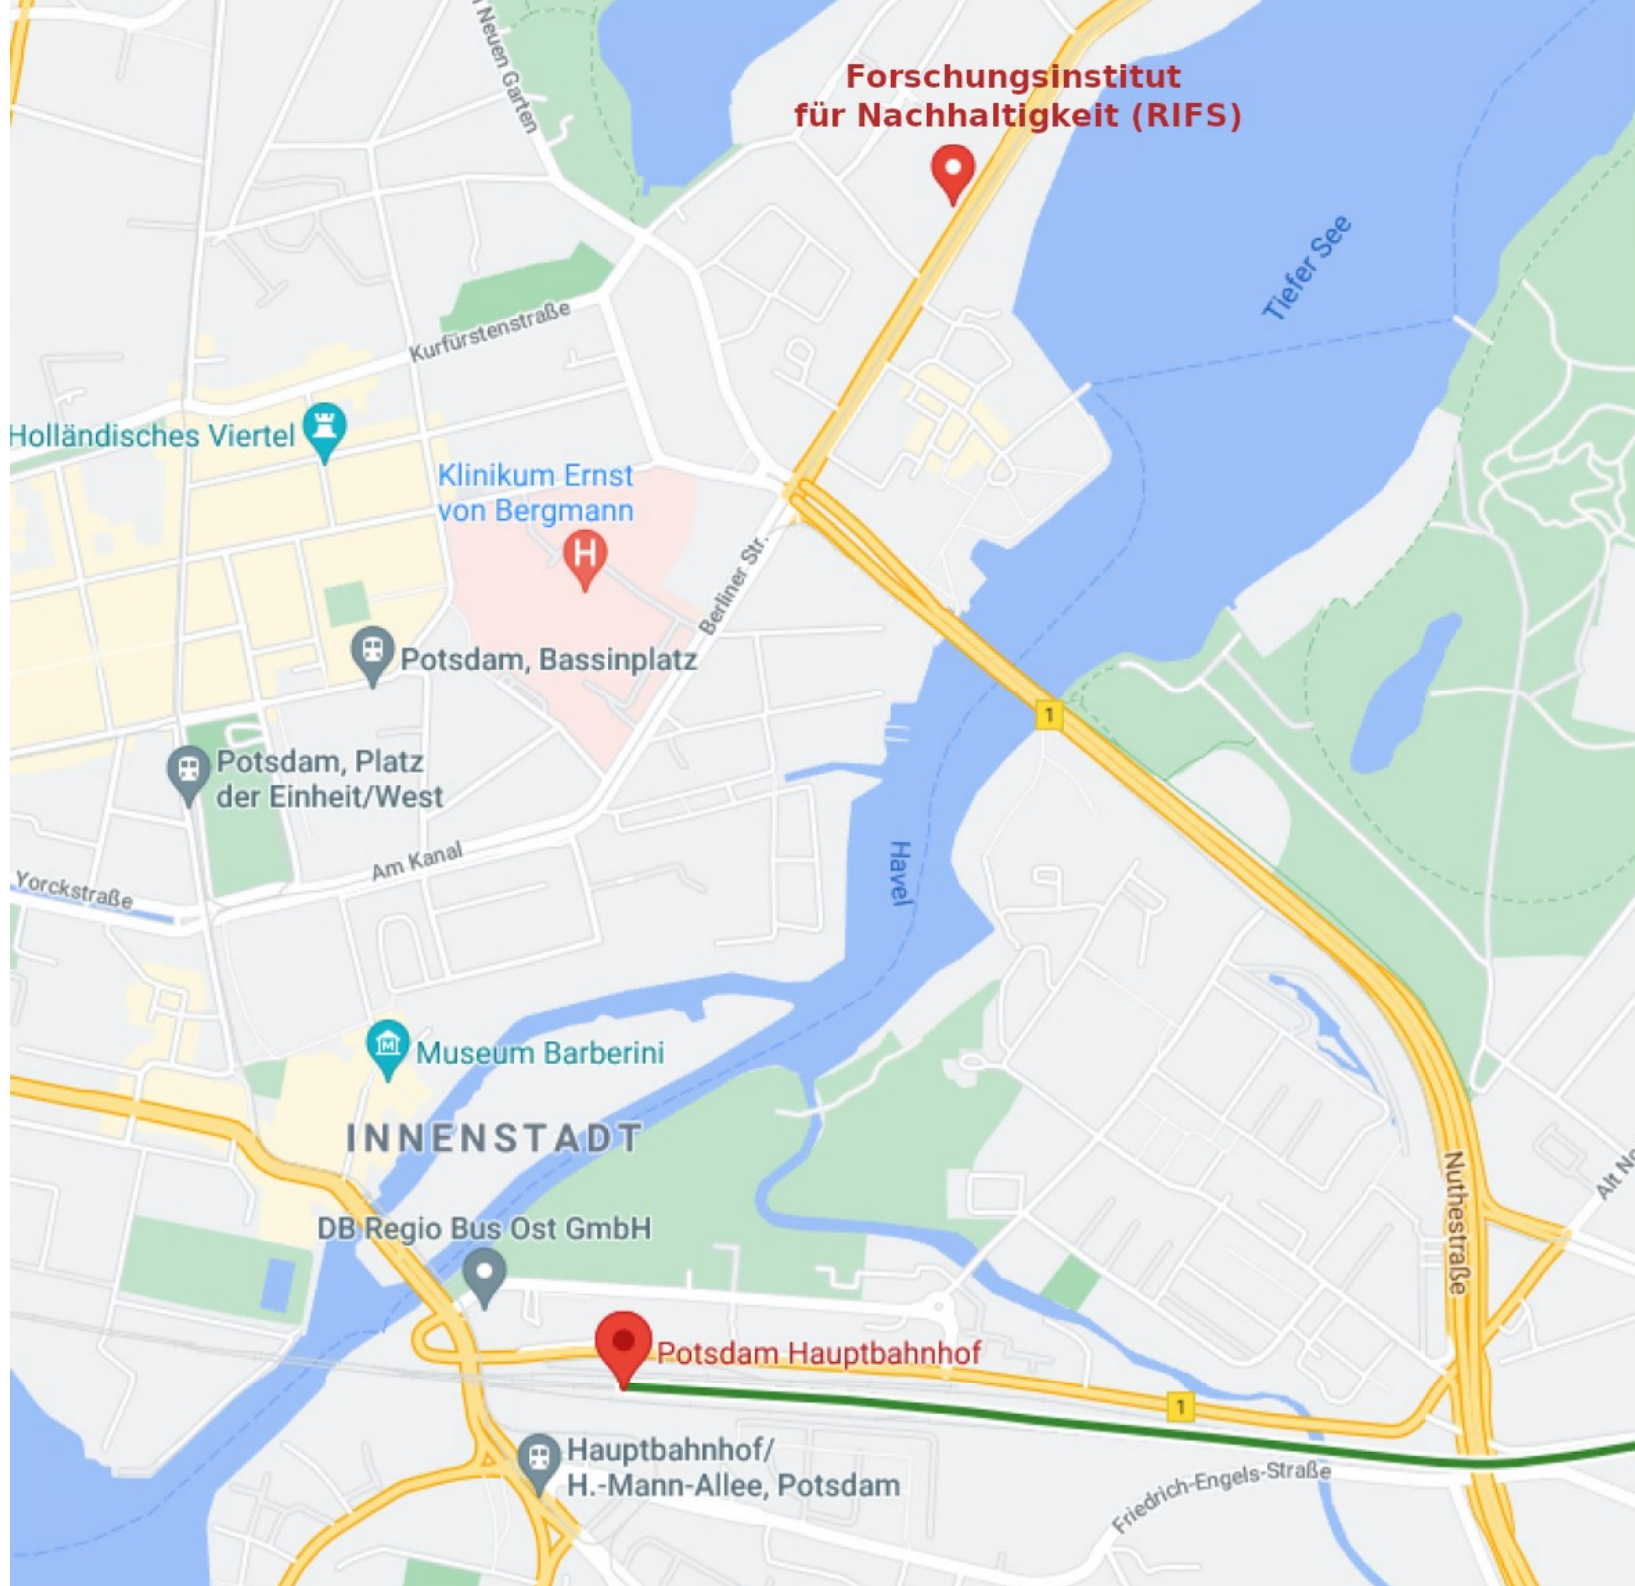 Neuen Garten
Forschungsinstitut
für Nachhaltigkeit (RIFS)
Tiefer See
Kurfürstenstraße
Holländisches Viertel
Klinikum Ernst
von Bergmann
H
Berliner Str.
Potsdam, Bassinplatz
1
Potsdam, Platz
der Einheit/West
Am Kanal
Havel
Yorckstraße
M
Museum Barberini
INNENSTADT
Nuthestraße
Alt No
DB Regio Bus Ost GmbH
Potsdam Hauptbahnhof
1
Hauptbahnhof/
H.-Mann-Allee, Potsdam
Friedrich-Engels-Straße